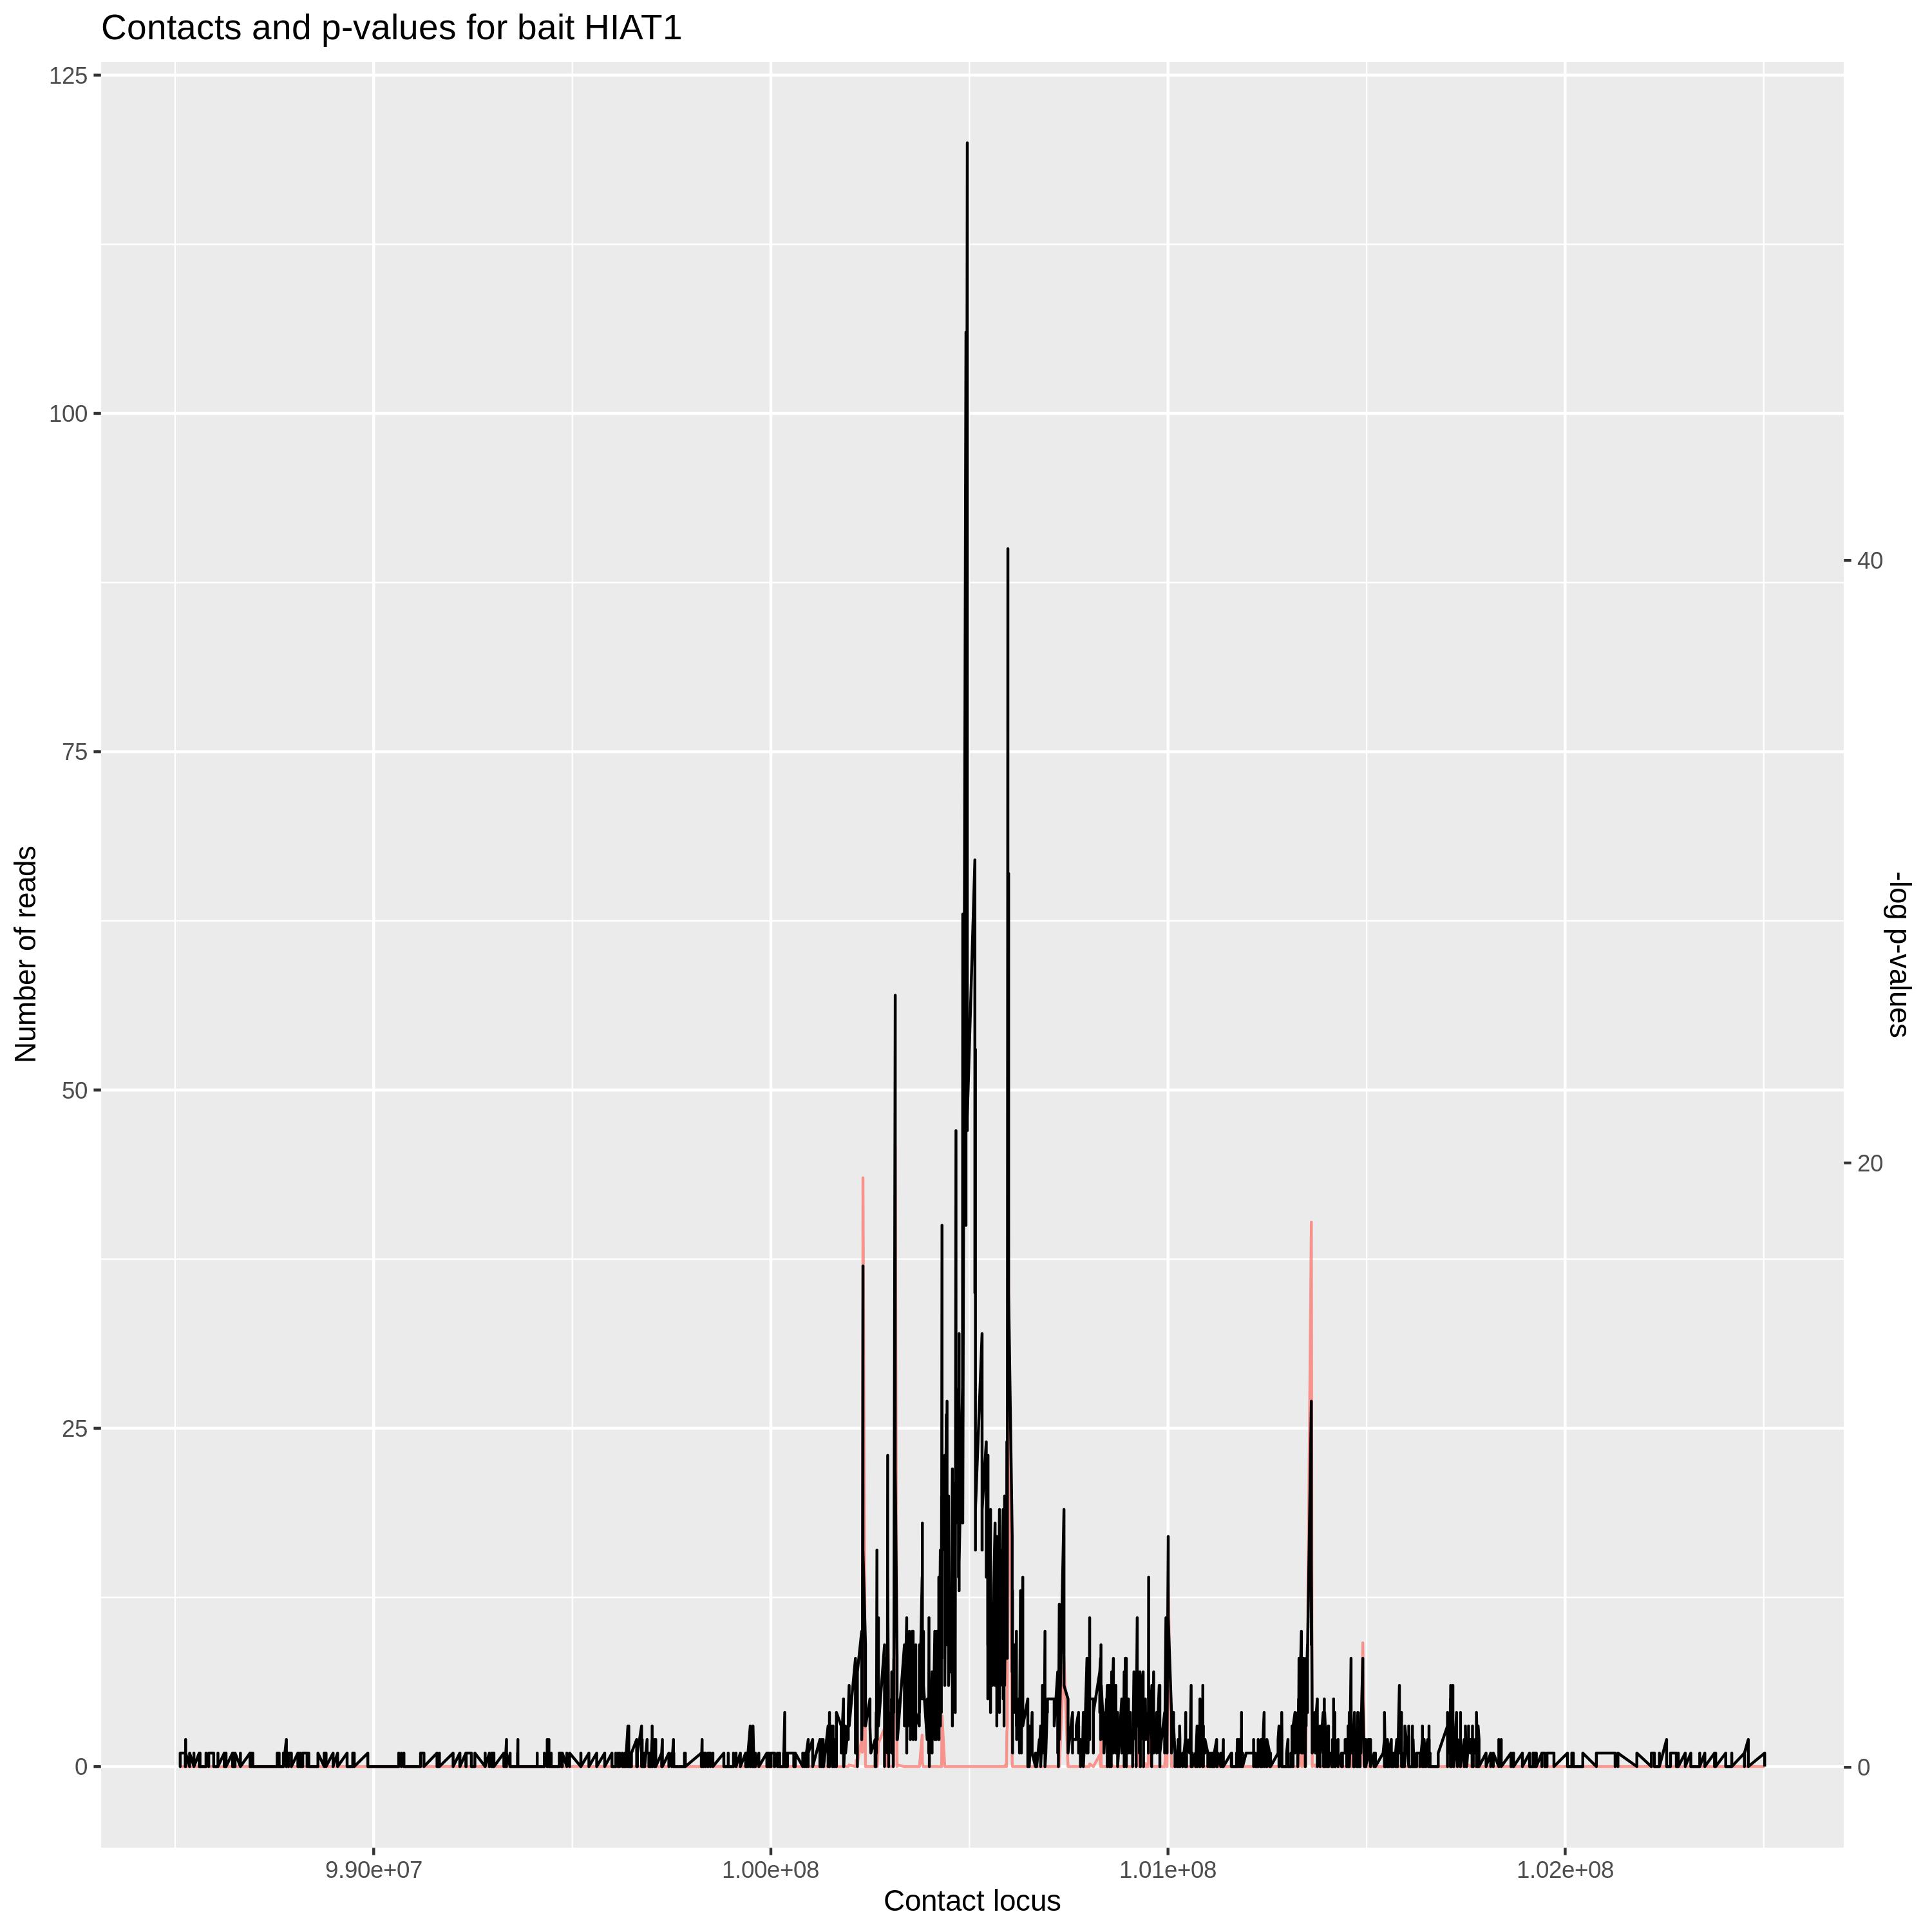 Contacts and p-values for bait HIAT1
125
100
75
50
25
0
Number of reads
40
20
0
-log p-values
9.90e+07
1.00e+08
1.01e+08
1.02e+08
Contact locus